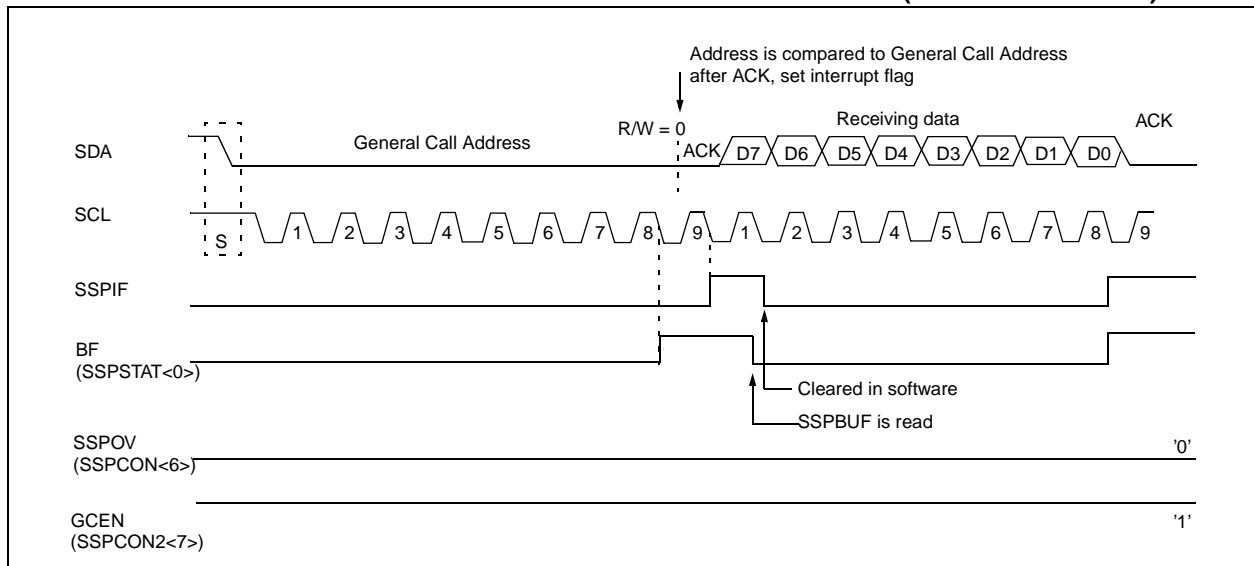 Address is compared to General Call Address
after ACK, set interrupt flag
R/W = 0
Receiving data
ACK
SDA
General Call Address
ACK
D7 D6 D5 D4 D3 D2 D1 D0
SCL
S
1 2 3 4 5 6 7 8 9 1 2 3 4 5 6 7 8 9
SSPIF
BF
(SSPSTAT<0>)
Cleared in software
SSPBUF is read
SSPOV
'0'
(SSPCON<6>)
GCEN
'1'
(SSPCON2<7>)